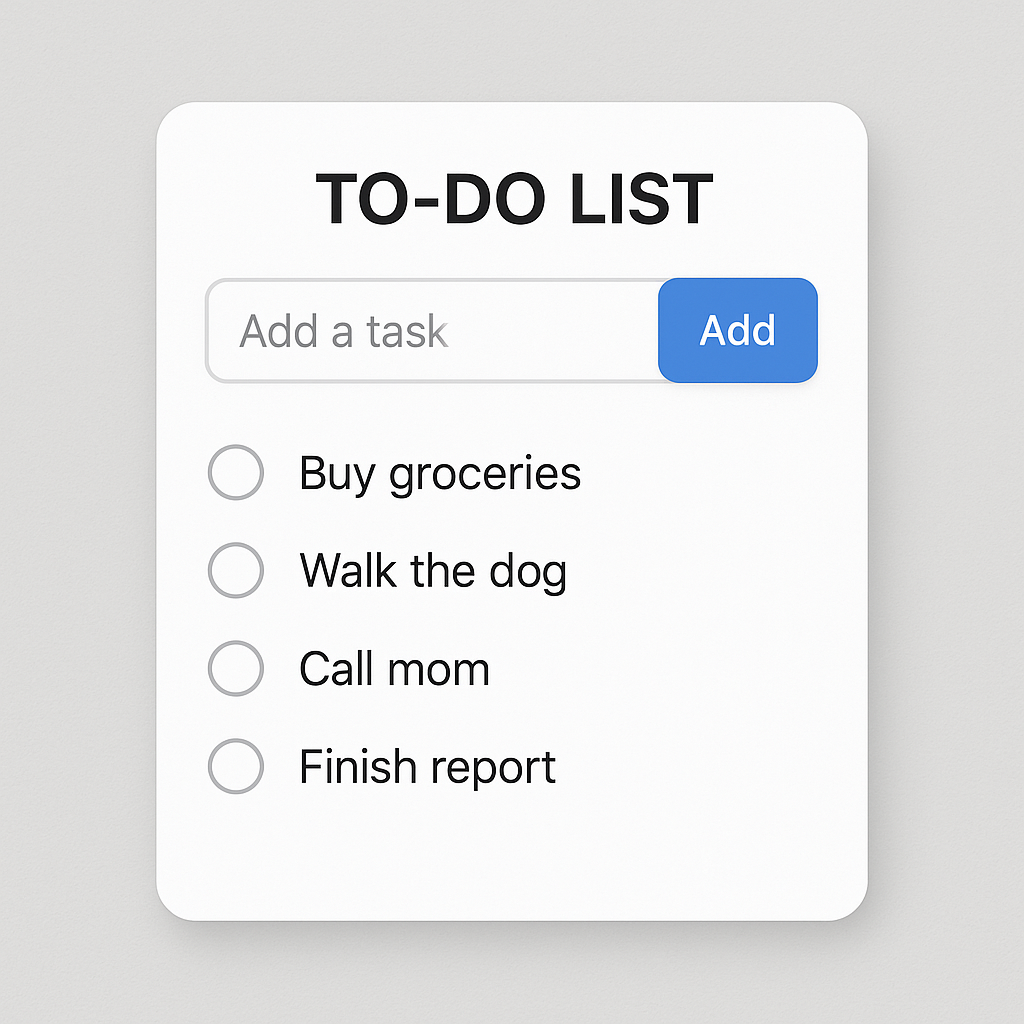 TO-DO LIST
Add a task
Add
Buy groceries
Walk the dog
Call mom
Finish report